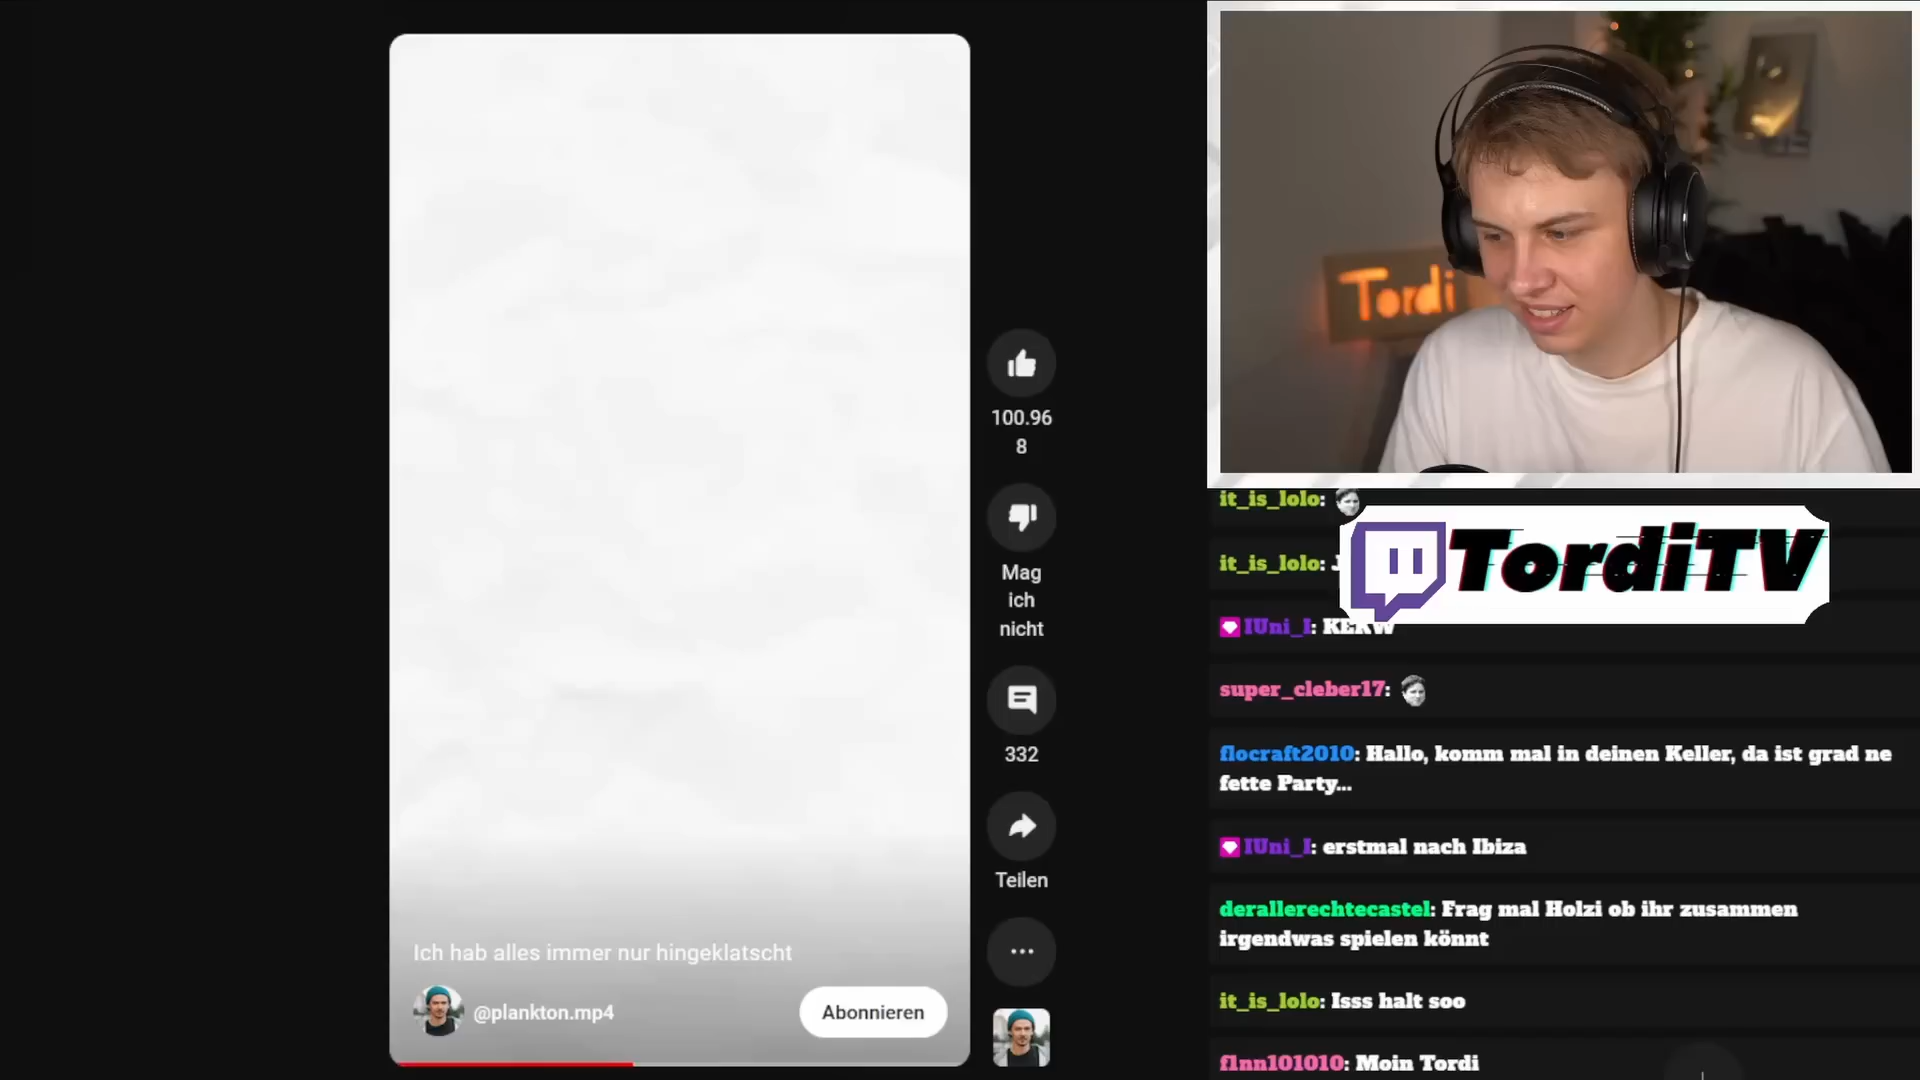 Tordi
100.96
8
Mag
ich
nicht
332
Teilen
Ich hab alles immer nur hingeklatscht
@plankton.mp4
Abonnieren
it_is_lolo:
TordiTV
it_is_lolo:
IUni_I: KEKW
super_cleber17:
flocraft2010: Hallo, komm mal in deinen Keller, da ist grad ne
fette Party...
IUni_I: erstmal nach Ibiza
derallerechtecastel: Frag mal Holzi ob ihr zusammen
irgendwas spielen könnt
it_is_lolo: Isss halt soo
f1nn101010: Moin Tordi